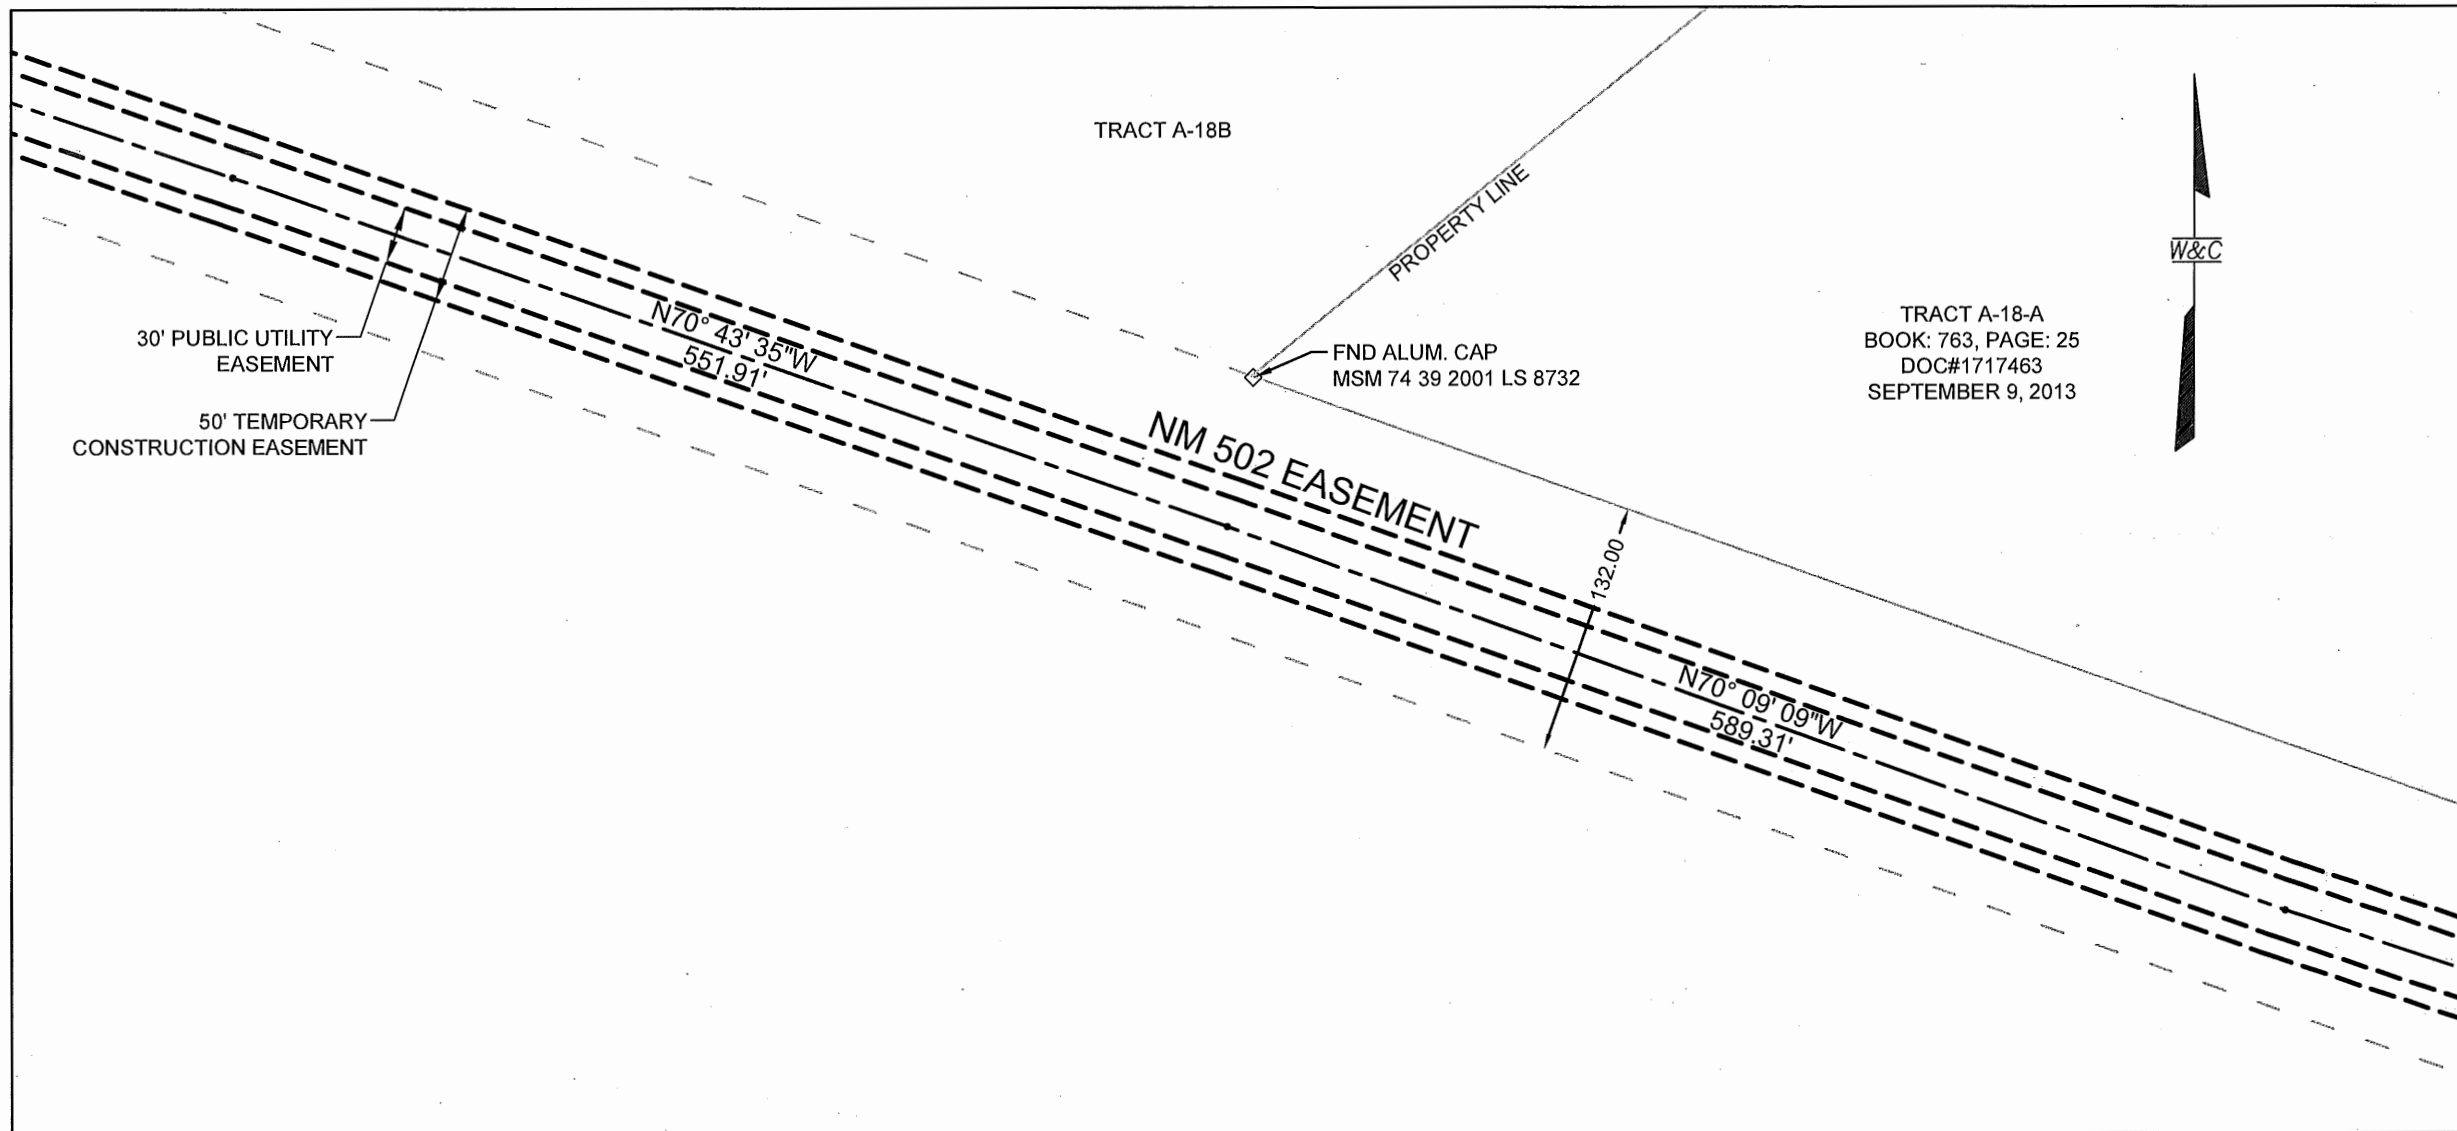 TRACT A-18B
PROPERTY LINE
W&C
TRACT A-18-A
BOOK: 763, PAGE: 25
DOC#1717463
SEPTEMBER 9, 2013
30' PUBLIC UTILITY
EASEMENT
50' TEMPORARY
CONSTRUCTION EASEMENT
N70° 43' 35"W
551.91'
FND ALUM. CAP
MSM 74 39 2001 LS 8732
NM 502 EASEMENT
132.00
N70° 09' 09"W
589.31'